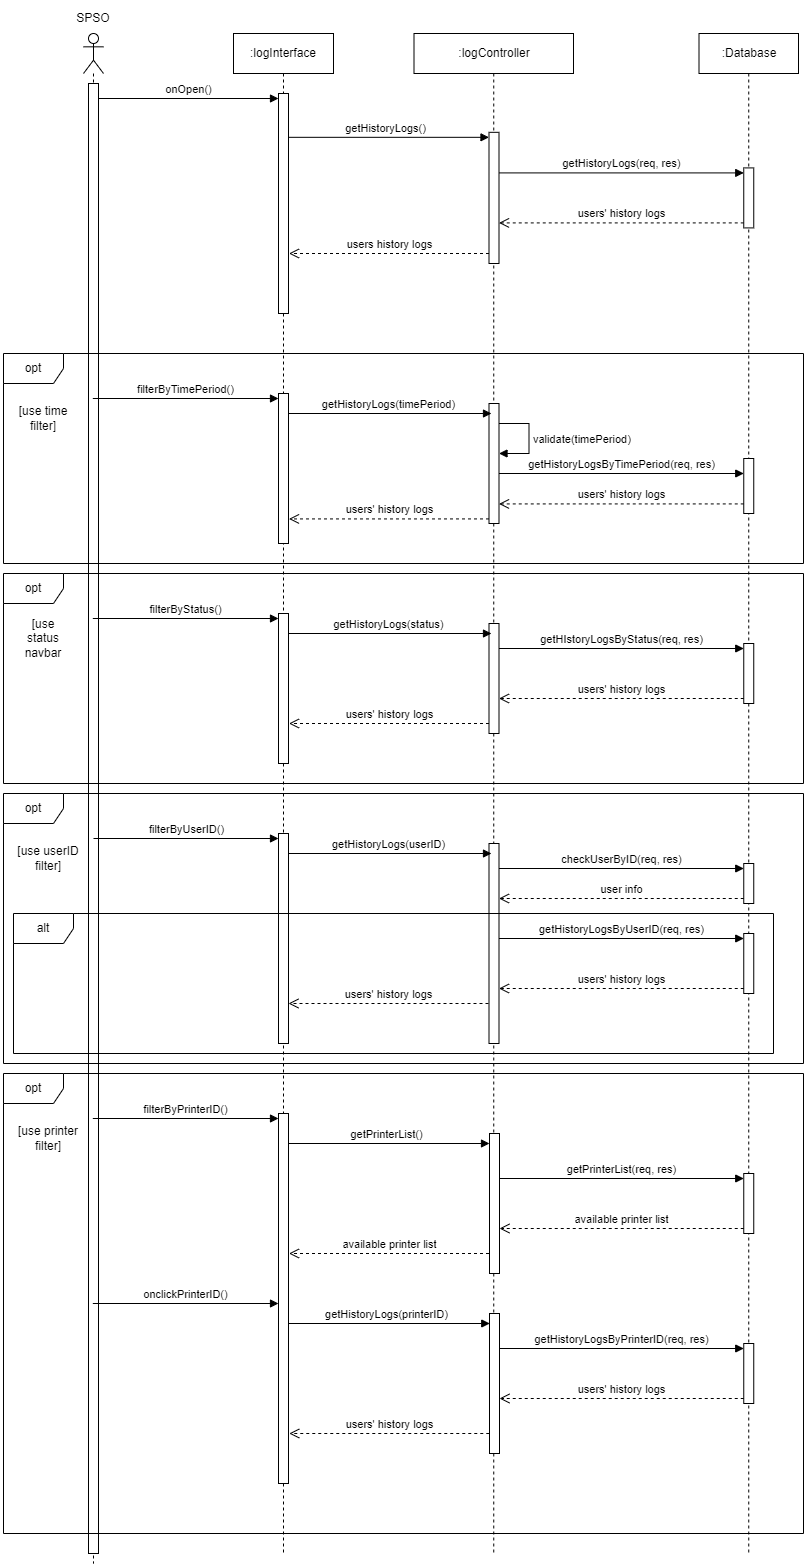 SPSO
:logInterface
:logController
:Database
onOpen()
getHistoryLogs()
getHistoryLogs(req, res)
users' history logs
users history logs
opt
[use time
filter]
filterByTimePeriod()
getHistoryLogs(timePeriod)
validate(timePeriod)
getHistoryLogsByTimePeriod(req, res)
users' history logs
users' history logs
opt
[use
status
navbar
filterByStatus()
getHistoryLogs(status)
getHIstoryLogsByStatus(req, res)
users' history logs
users' history logs
opt
[use userID
filter]
filterByUserID()
getHistoryLogs(userID)
checkUserByID(req, res)
user info
alt
getHistoryLogsByUserID(req, res)
users' history logs
users' history logs
opt
[use printer
filter]
filterByPrinterID()
getPrinterList()
getPrinterList(req, res)
available printer list
available printer list
onclickPrinterID()
getHistoryLogs(printerID)
getHistoryLogsByPrinterID(req, res)
users' history logs
users' history logs